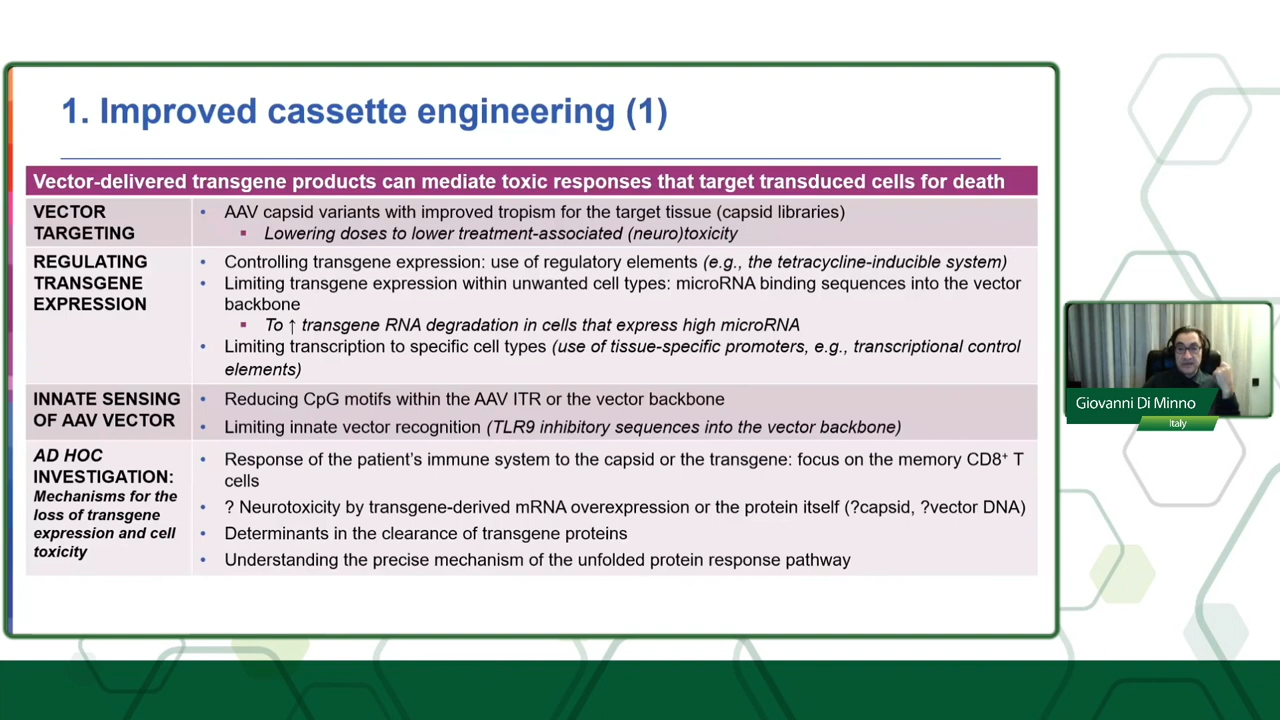 1. Improved cassette engineering (1)
Vector-delivered transgene products can mediate toxic responses that target transduced cells for death
VECTOR
TARGETING
• AAV capsid variants with improved tropism for the target tissue (capsid libraries)
▪ Lowering doses to lower treatment-associated (neuro)toxicity
REGULATING
TRANSGENE
EXPRESSION
• Controlling transgene expression: use of regulatory elements (e.g., the tetracycline-inducible system)
• Limiting transgene expression within unwanted cell types: microRNA binding sequences into the vector
backbone
▪ To ↑ transgene RNA degradation in cells that express high microRNA
• Limiting transcription to specific cell types (use of tissue-specific promoters, e.g., transcriptional control
elements)
INNATE SENSING
OF AAV VECTOR
• Reducing CpG motifs within the AAV ITR or the vector backbone
• Limiting innate vector recognition (TLR9 inhibitory sequences into the vector backbone)
AD HOC
INVESTIGATION:
Mechanisms for the
loss of transgene
expression and cell
toxicity
• Response of the patient's immune system to the capsid or the transgene: focus on the memory CD8⁺ T
cells
• ? Neurotoxicity by transgene-derived mRNA overexpression or the protein itself (?capsid, ?vector DNA)
• Determinants in the clearance of transgene proteins
• Understanding the precise mechanism of the unfolded protein response pathway
Giovanni Di Minno
Italy